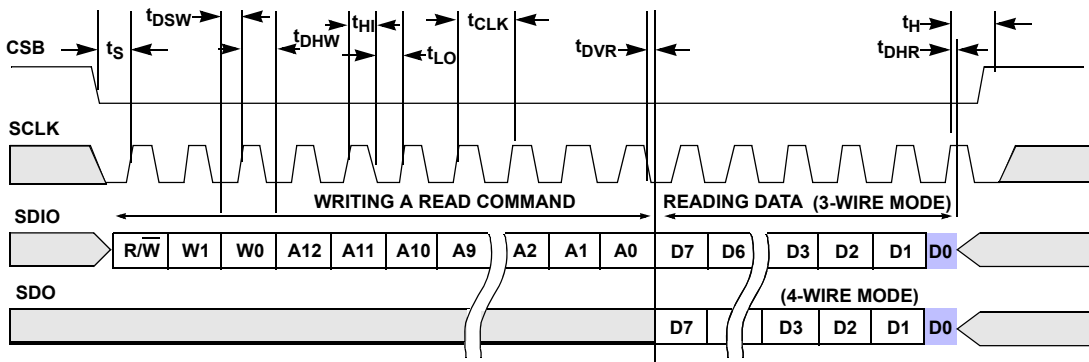 tDSW tHI tCLK tH
CSB tS tDHW tLO tDVR tDHR
SCLK
WRITING A READ COMMAND READING DATA (3-WIRE MODE)
SDIO
R/W W1 W0 A12 A11 A10 A9 A2 A1 A0 D7 D6 D3 D2 D1 D0
SDO
(4-WIRE MODE)
D7 D3 D2 D1 D0